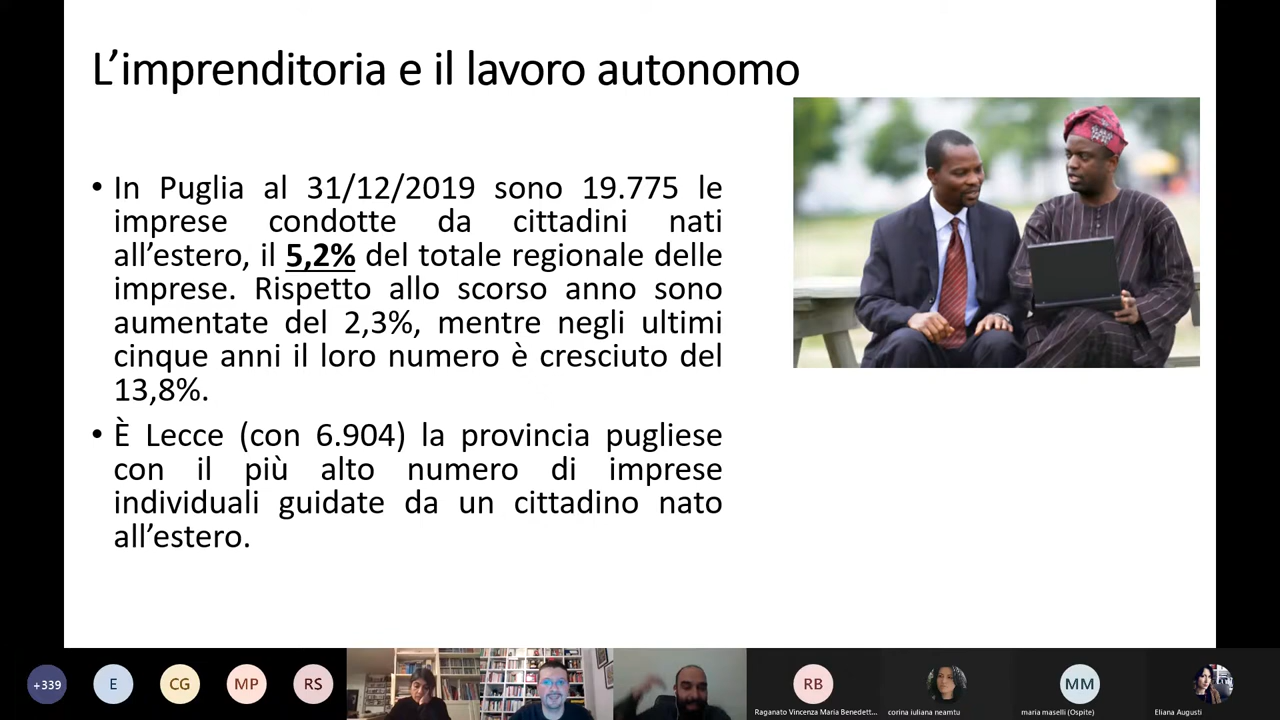 L'imprenditoria e il lavoro autonomo
• In Puglia al 31/12/2019 sono 19.775 le
imprese condotte da cittadini nati
all'estero, il 5,2% del totale regionale delle
imprese. Rispetto allo scorso anno sono
aumentate del 2,3%, mentre negli ultimi
cinque anni il loro numero è cresciuto del
13,8%.
• È Lecce (con 6.904) la provincia pugliese
con il più alto numero di imprese
individuali guidate da un cittadino nato
all'estero.
+339
E
CG
MP
RS
RB
MM
Raganato Vincenza Maria Benedett...
corina iuliana neamtu
maria maselli (Ospite)
Eliana Augusti